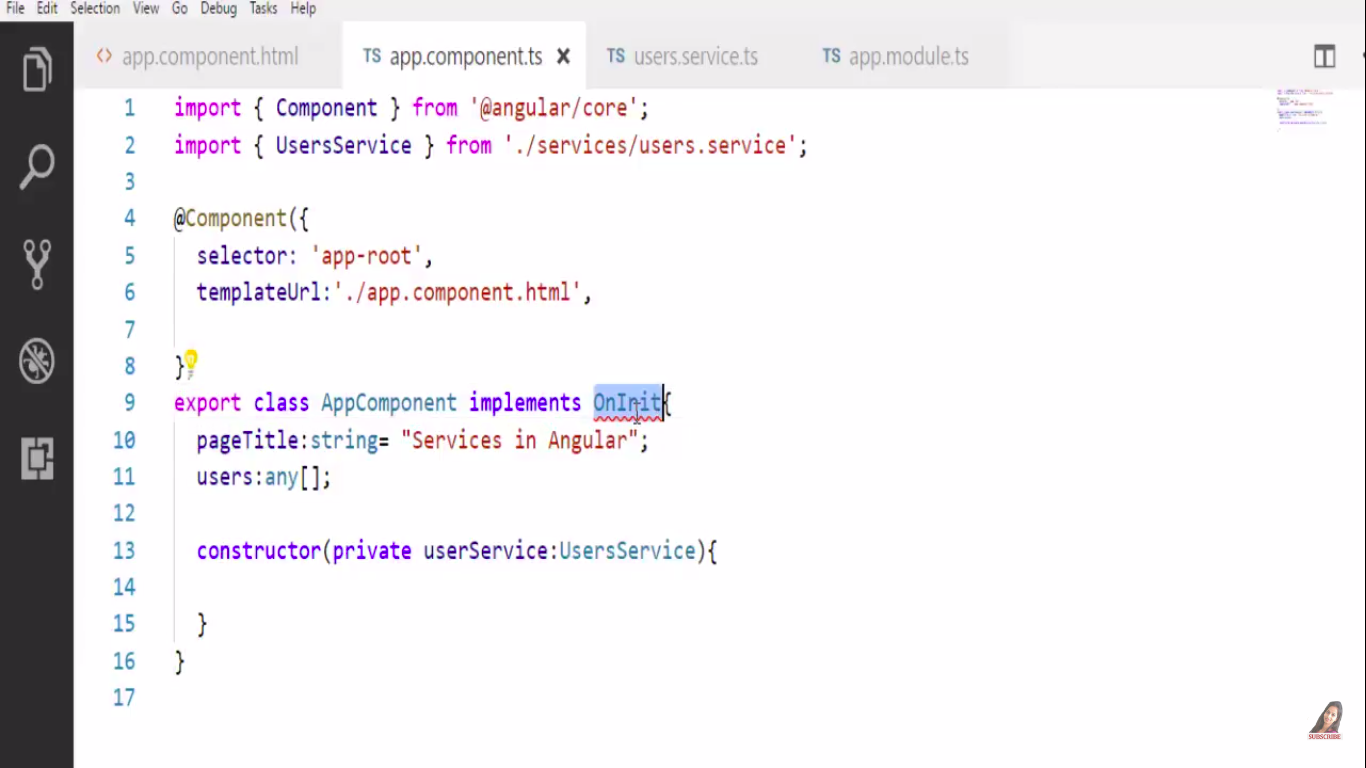 File Edit Selection View Go Debug Tasks Help
<> app.component.html TS app.component.ts × TS users.service.ts TS app.module.ts
1 import { Component } from '@angular/core';
2 import { UsersService } from './services/users.service';
3
4 @Component({
5 selector: 'app-root',
6 templateUrl:'./app.component.html',
7
8 }
9 export class AppComponent implements OnInit{
10 pageTitle:string= "Services in Angular";
11 users:any[];
12
13 constructor(private userService:UsersService){
14
15 }
16 }
17
SUBSCRIBE